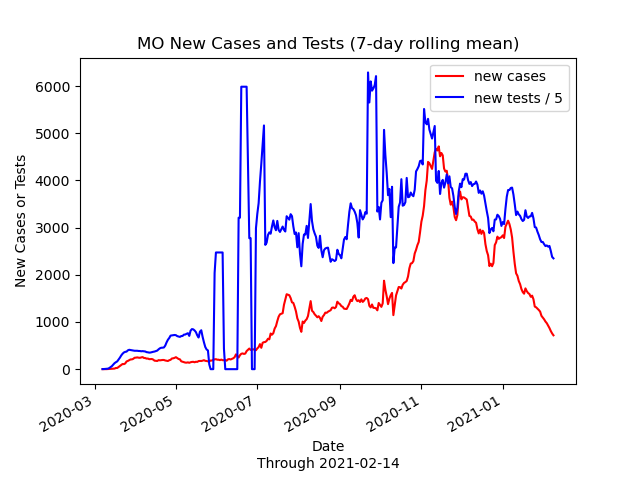 MO New Cases and Tests (7-day rolling mean)
new cases
new tests / 5
New Cases or Tests
6000
5000
4000
3000
2000
1000
0
2020-03
2020-05
2020-07
2020-09
2020-11
2021-01
Date
Through 2021-02-14